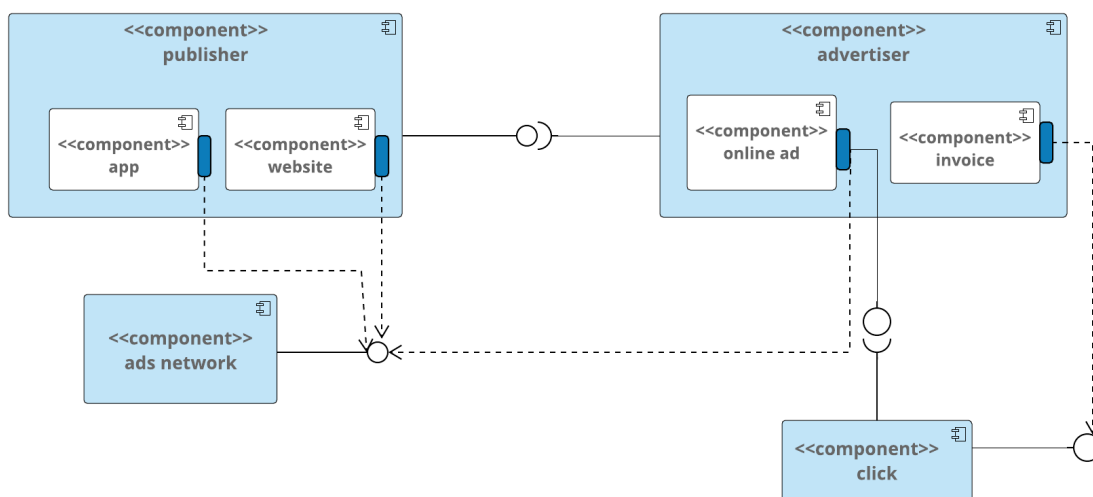 <<component>>
publisher
<<component>>
app
<<component>>
website
<<component>>
advertiser
<<component>>
online ad
<<component>>
invoice
<<component>>
ads network
<<component>>
click